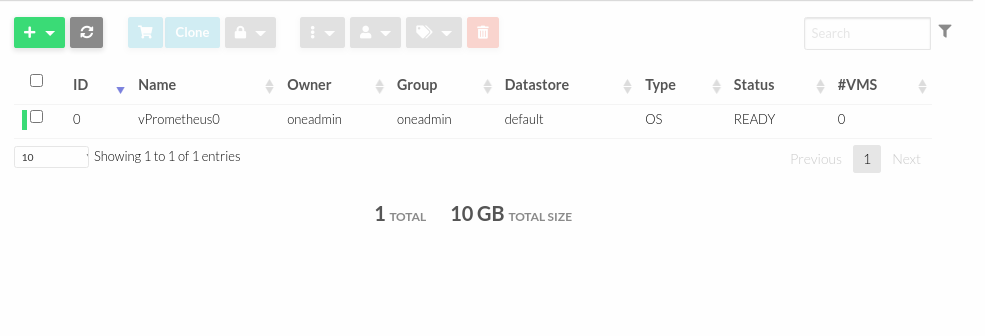 Clone
Search
ID Name Owner Group Datastore Type Status #VMS
0 vPrometheus0 oneadmin oneadmin default OS READY 0
10 Showing 1 to 1 of 1 entries Previous 1 Next
1 TOTAL 10 GB TOTAL SIZE